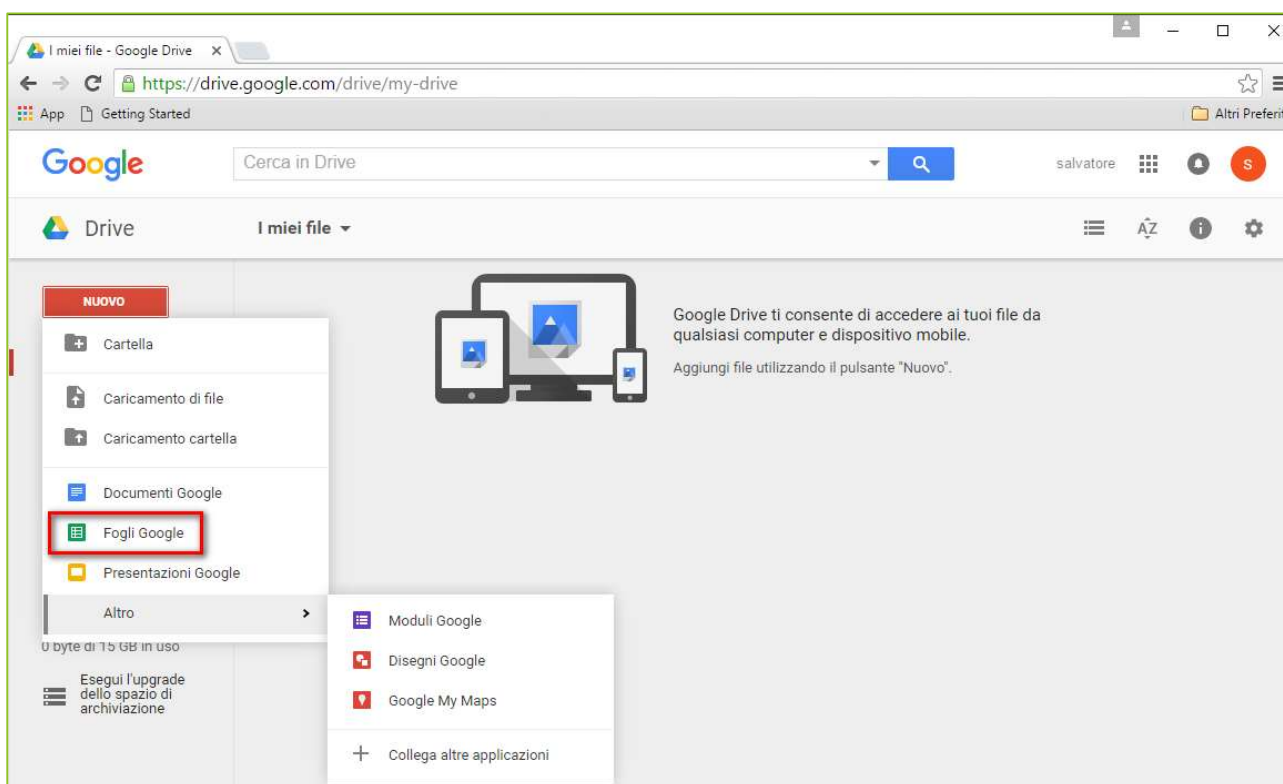 I miei file - Google Drive
https://drive.google.com/drive/my-drive
App Getting Started Altri Preferit
Google Cerca in Drive salvatore S
Drive I miei file AZ
NUOVO
Google Drive ti consente di accedere ai tuoi file da
qualsiasi computer e dispositivo mobile.
Aggiungi file utilizzando il pulsante "Nuovo".
Cartella
Caricamento di file
Caricamento cartella
Documenti Google
Fogli Google
Presentazioni Google
Altro
Moduli Google
Disegni Google
Google My Maps
Collega altre applicazioni
0 byte di 15 GB in uso
Esegui l'upgrade
dello spazio di
archiviazione